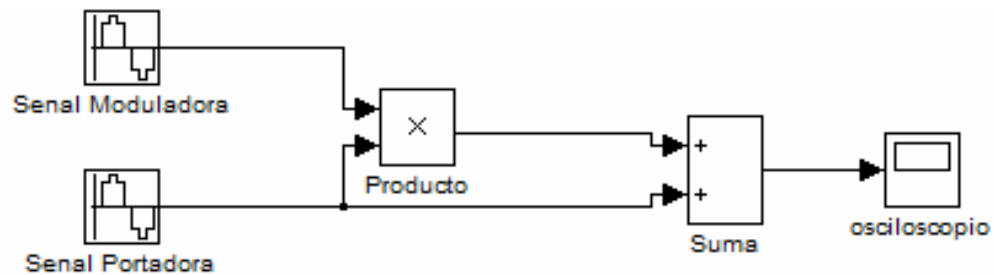 Senal Moduladora
×
Producto
+
+
Suma
osciloscopio
Senal Portadora